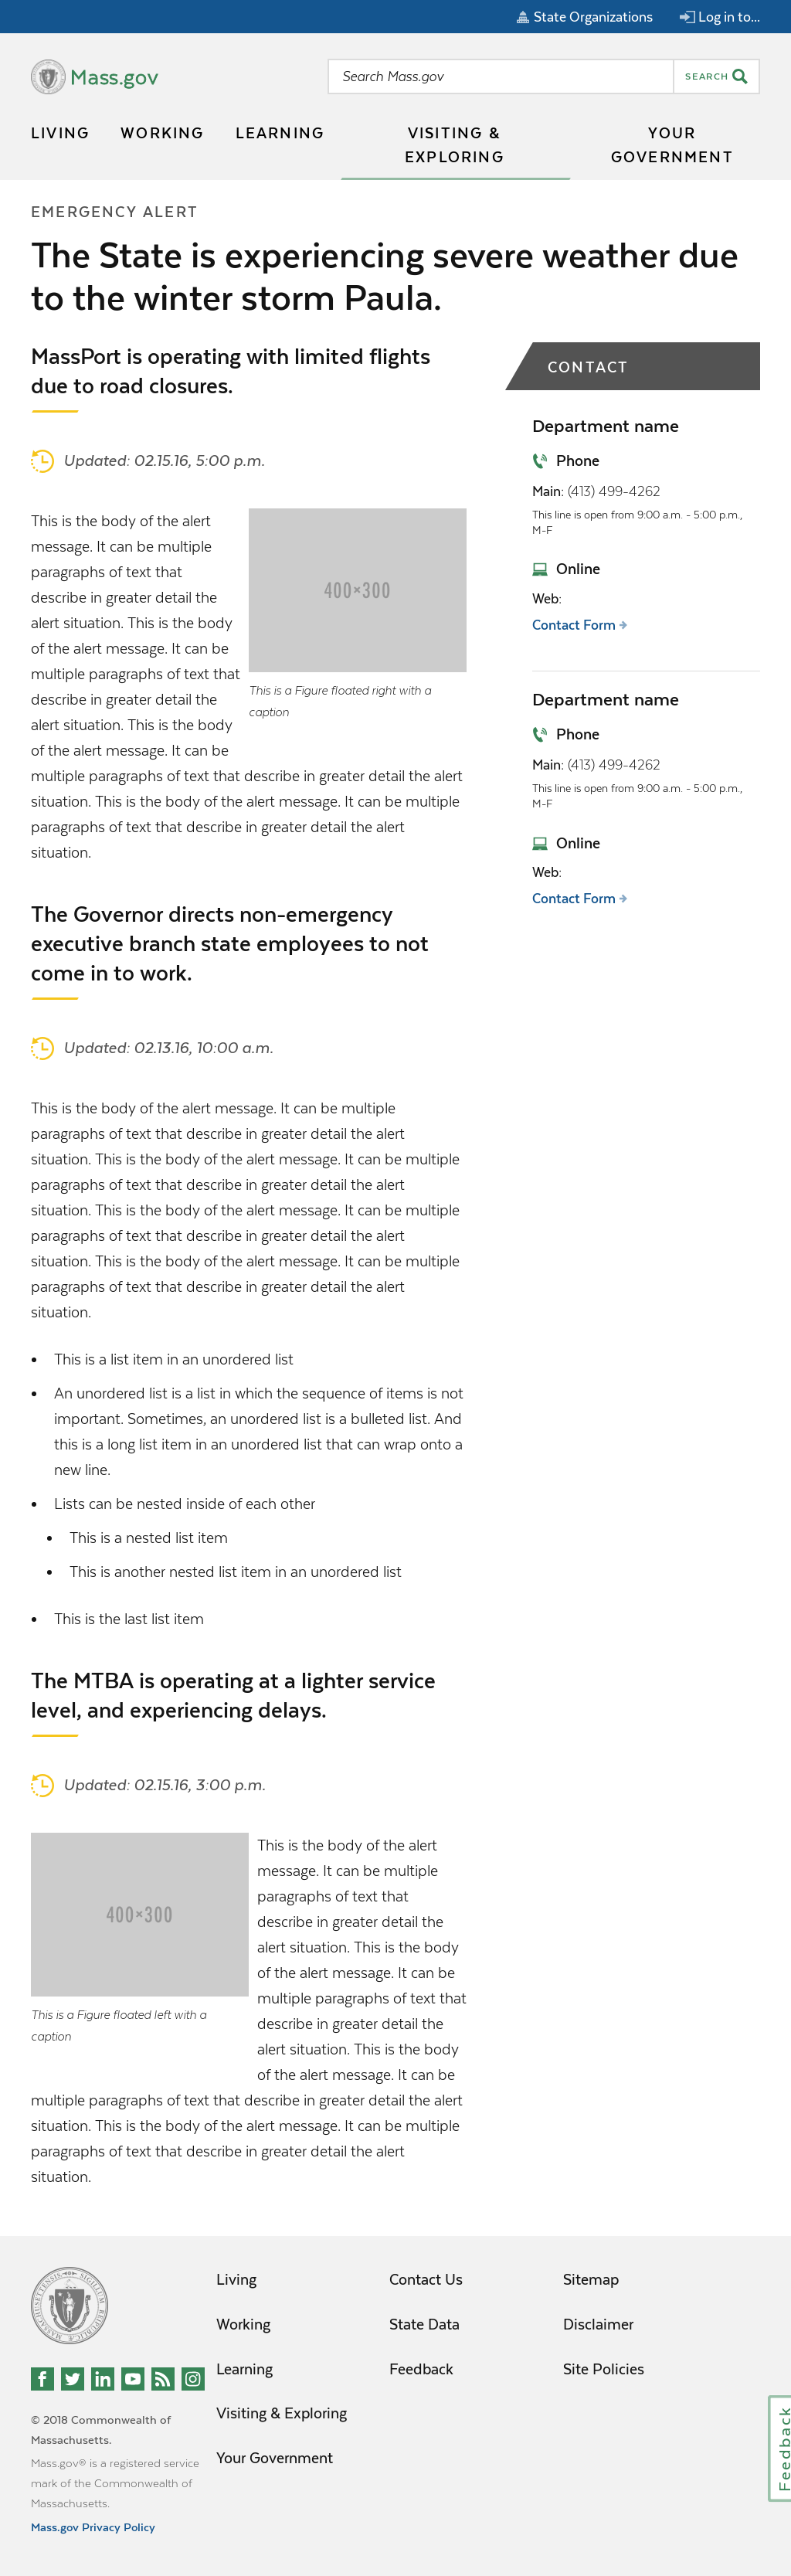 State Organizations
Log in to...
Mass.gov
Search Mass.gov
SEARCH
LIVING
WORKING
LEARNING
VISITING &
EXPLORING
YOUR
GOVERNMENT
EMERGENCY ALERT
The State is experiencing severe weather due
to the winter storm Paula.
MassPort is operating with limited flights
due to road closures.
Updated: 02.15.16, 5:00 p.m.
This is the body of the alert
message. It can be multiple
paragraphs of text that
describe in greater detail the
alert situation. This is the body
of the alert message. It can be
multiple paragraphs of text that
describe in greater detail the
alert situation. This is the body
of the alert message. It can be
multiple paragraphs of text that describe in greater detail the alert
situation. This is the body of the alert message. It can be multiple
paragraphs of text that describe in greater detail the alert
situation.
400×300
This is a Figure floated right with a
caption
The Governor directs non-emergency
executive branch state employees to not
come in to work.
Updated: 02.13.16, 10:00 a.m.
This is the body of the alert message. It can be multiple
paragraphs of text that describe in greater detail the alert
situation. This is the body of the alert message. It can be multiple
paragraphs of text that describe in greater detail the alert
situation. This is the body of the alert message. It can be multiple
paragraphs of text that describe in greater detail the alert
situation. This is the body of the alert message. It can be multiple
paragraphs of text that describe in greater detail the alert
situation.
• This is a list item in an unordered list
• An unordered list is a list in which the sequence of items is not
important. Sometimes, an unordered list is a bulleted list. And
this is a long list item in an unordered list that can wrap onto a
new line.
• Lists can be nested inside of each other
• This is a nested list item
• This is another nested list item in an unordered list
• This is the last list item
The MTBA is operating at a lighter service
level, and experiencing delays.
Updated: 02.15.16, 3:00 p.m.
400×300
This is a Figure floated left with a
caption
This is the body of the alert
message. It can be multiple
paragraphs of text that
describe in greater detail the
alert situation. This is the body
of the alert message. It can be
multiple paragraphs of text that
describe in greater detail the
alert situation. This is the body
of the alert message. It can be
multiple paragraphs of text that describe in greater detail the alert
situation. This is the body of the alert message. It can be multiple
paragraphs of text that describe in greater detail the alert
situation.
CONTACT
Department name
Phone
Main: (413) 499-4262
This line is open from 9:00 a.m. - 5:00 p.m.,
M-F
Online
Web:
Contact Form
Department name
Phone
Main: (413) 499-4262
This line is open from 9:00 a.m. - 5:00 p.m.,
M-F
Online
Web:
Contact Form
© 2018 Commonwealth of
Massachusetts.
Mass.gov® is a registered service
mark of the Commonwealth of
Massachusetts.
Mass.gov Privacy Policy
Living
Working
Learning
Visiting & Exploring
Your Government
Contact Us
State Data
Feedback
Sitemap
Disclaimer
Site Policies
Feedback